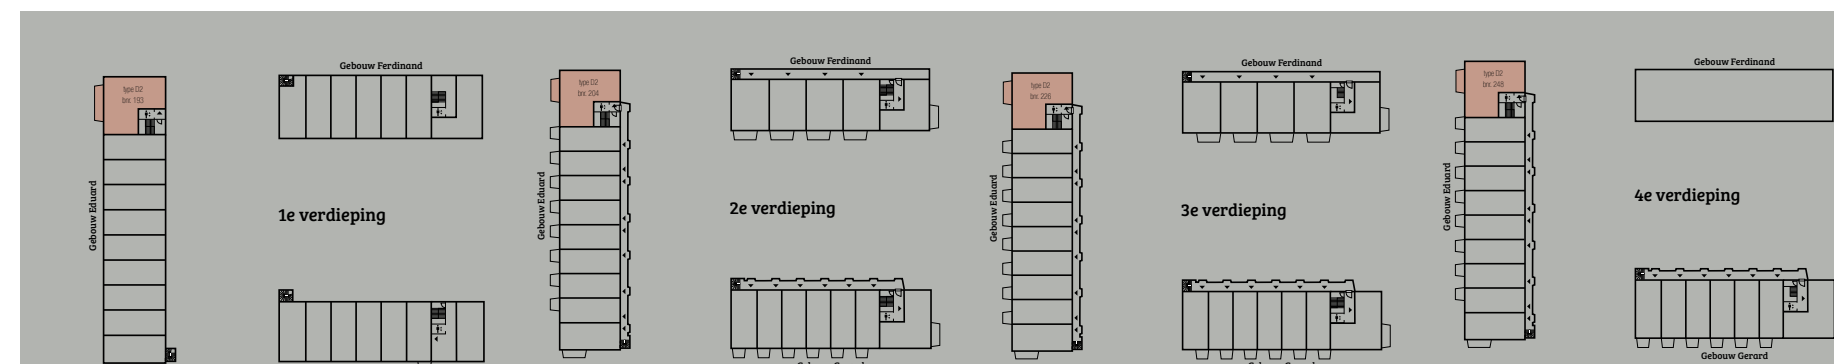 Gebouw Ferdinand
type D2
bnr. 193
Gebouw Eduard
1e verdieping
Gebouw Ferdinand
type D2
bnr. 204
Gebouw Eduard
2e verdieping
Gebouw Ferdinand
type D2
bnr. 226
Gebouw Eduard
3e verdieping
Gebouw Ferdinand
type D2
bnr. 248
Gebouw Eduard
4e verdieping
Gebouw Gerard